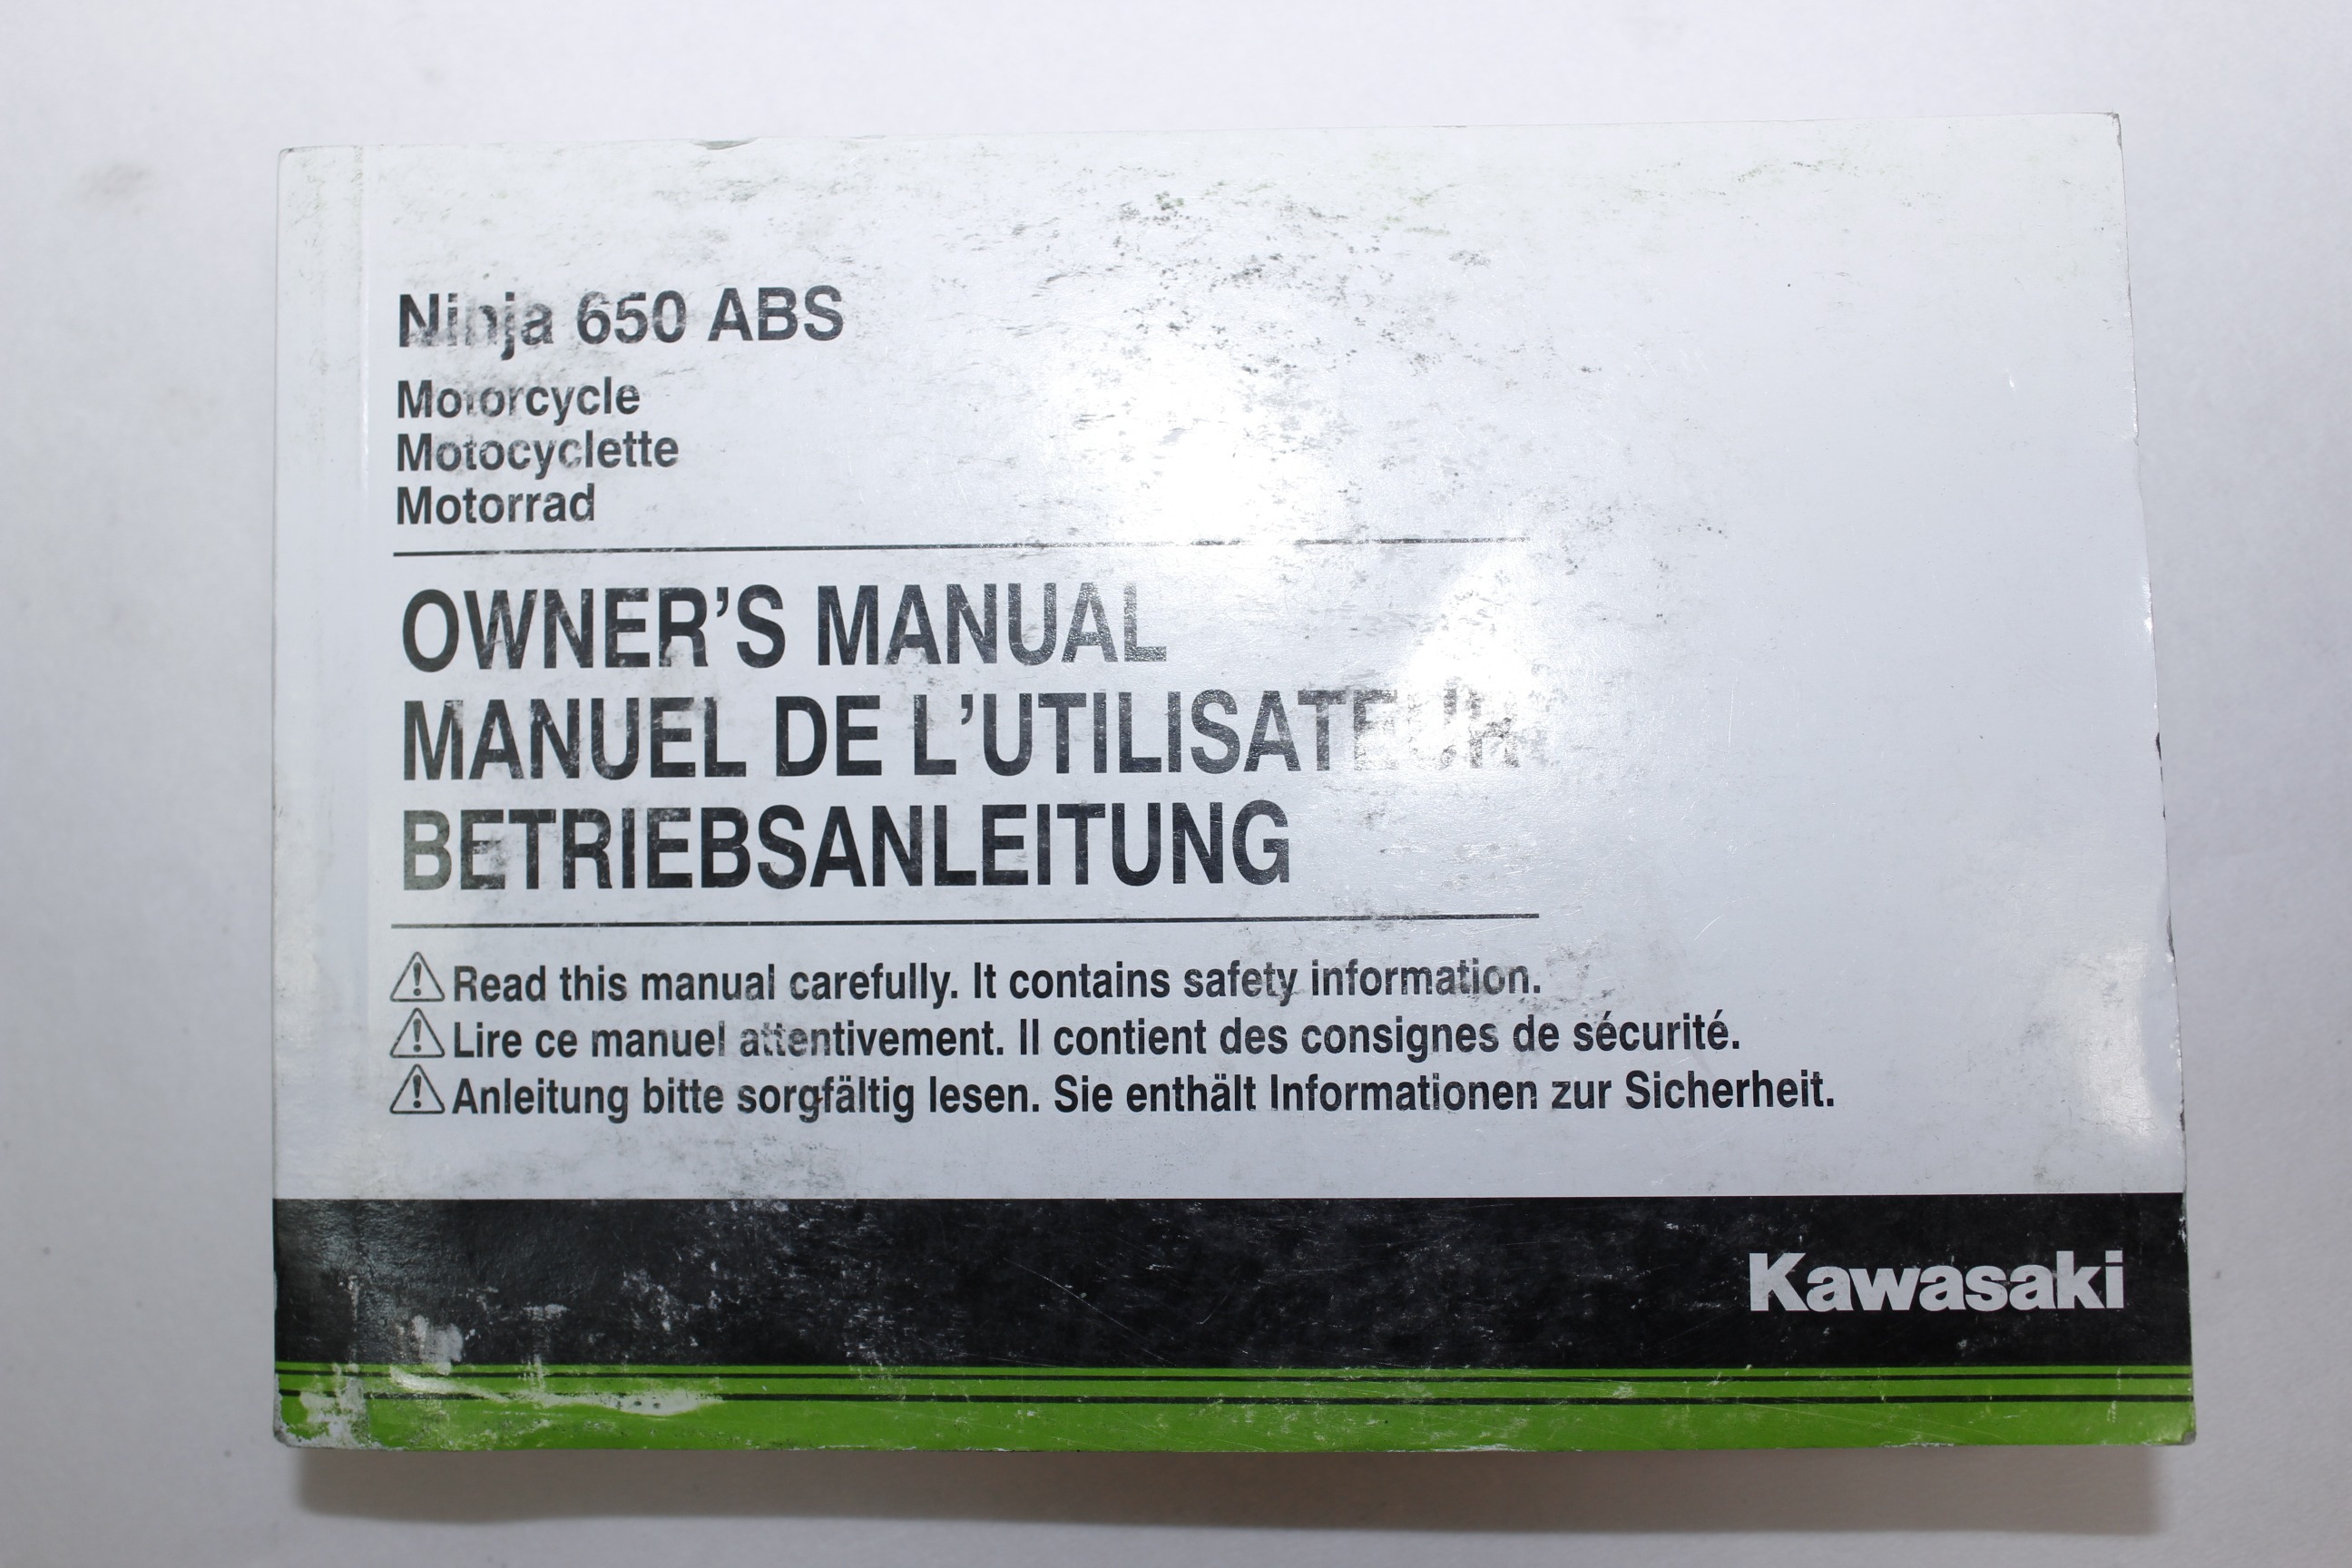 Ninja 650 ABS
Motorcycle
Motocyclette
Motorrad
OWNER'S MANUAL
MANUEL DE L'UTILISATEUR
BETRIEBSANLEITUNG
Read this manual carefully. It contains safety information.
Lire ce manuel attentivement. Il contient des consignes de sécurité.
Anleitung bitte sorgfältig lesen. Sie enthält Informationen zur Sicherheit.
Kawasaki